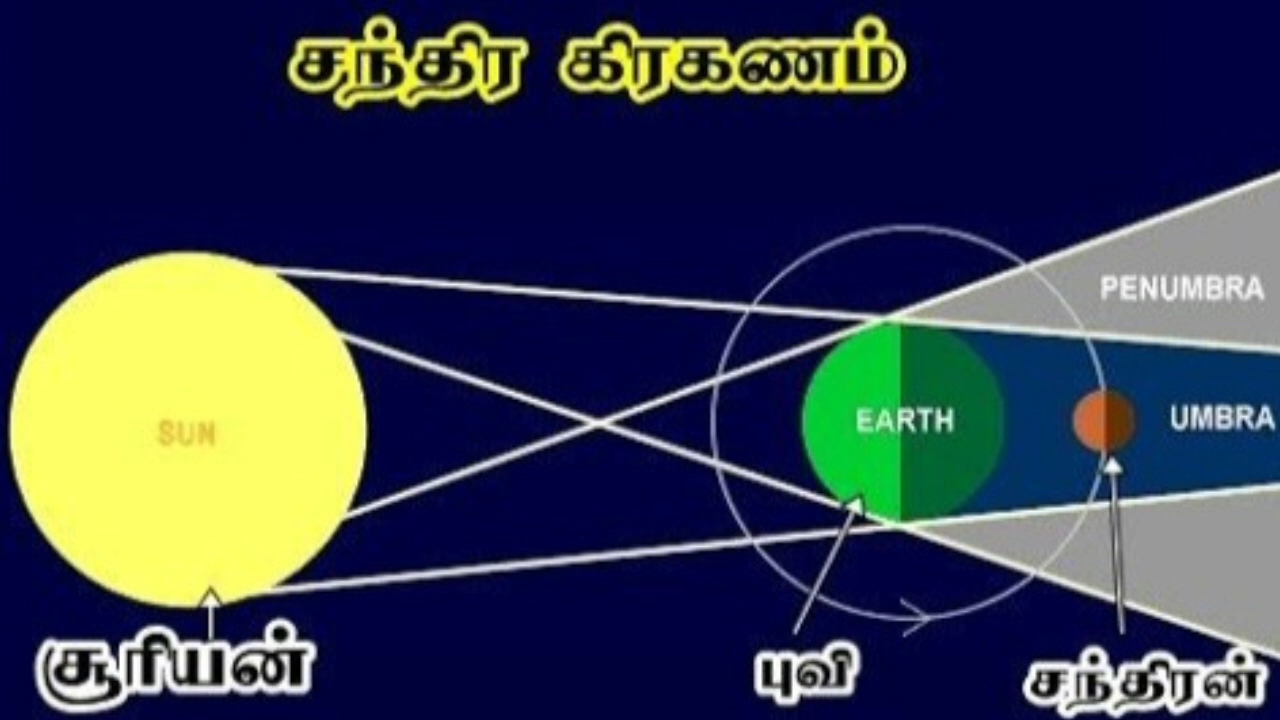 சந்திர கிரகணம்
PENUMBRA
SUN
EARTH
UMBRA
சூரியன்
புவி
சந்திரன்